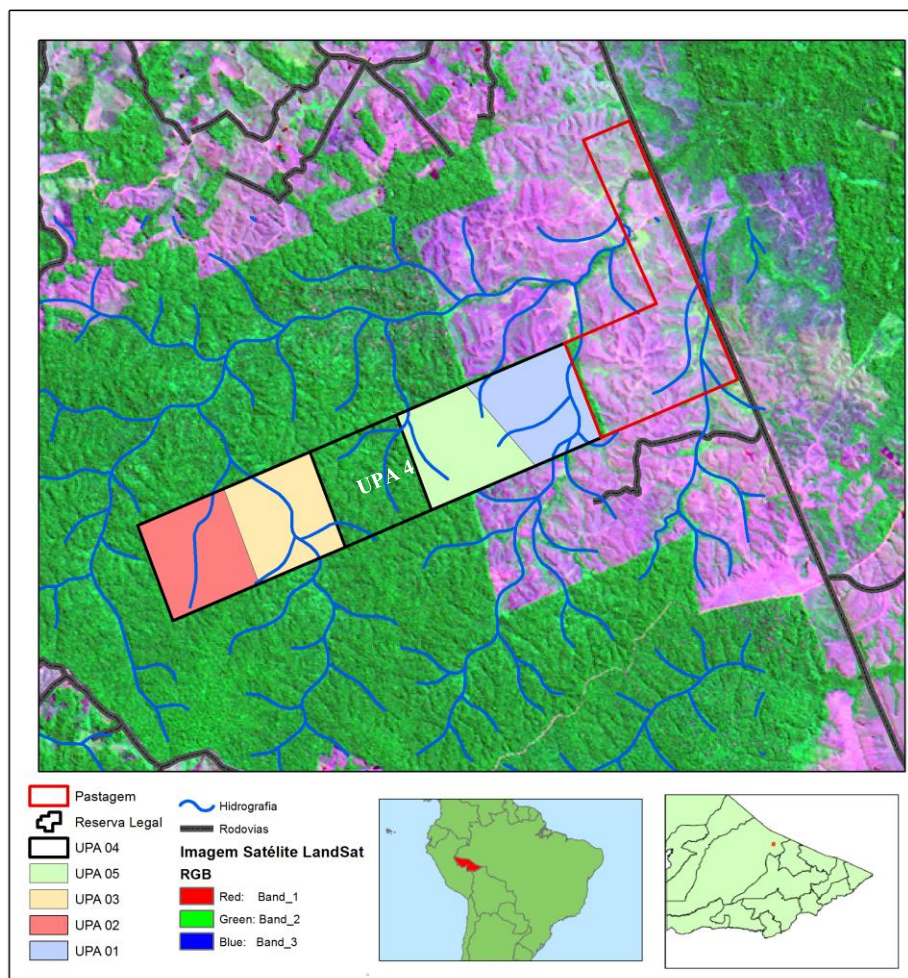 UPA 4
Pastagem
Reserva Legal
UPA 04
UPA 05
UPA 03
UPA 02
UPA 01
Hidrografia
Rodovias
Imagem Satélite LandSat
RGB
Red: Band_1
Green: Band_2
Blue: Band_3